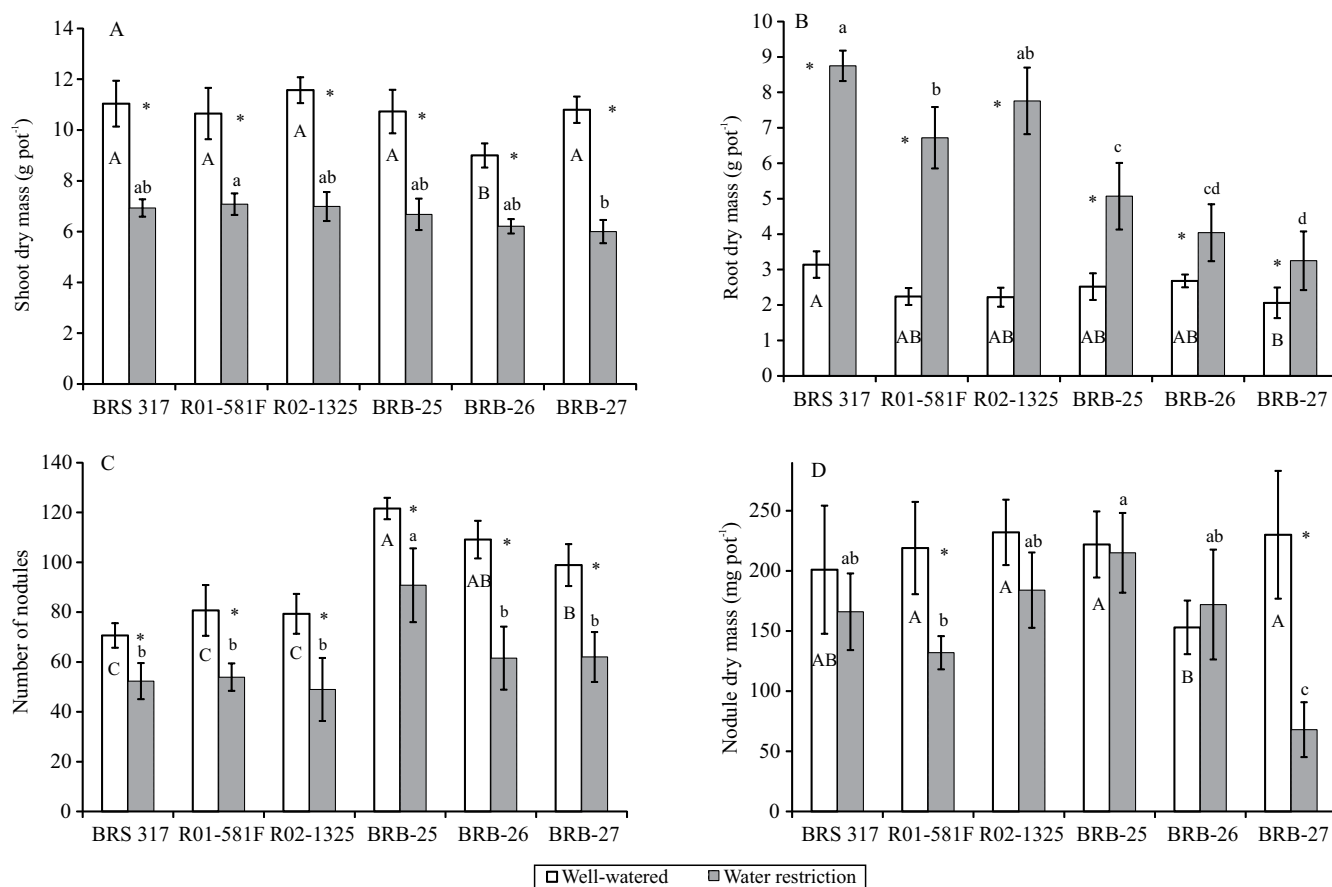 A
Shoot dry mass (g pot-1)
14
12
10
8
6
4
2
0
* * * * * *
A A A A B A
ab a ab ab ab b
BRS 317 R01-581F R02-1325 BRB-25 BRB-26 BRB-27
B
Root dry mass (g pot-1)
10
9
8
7
6
5
4
3
2
1
0
* * * * * *
a b ab c cd d
A AB AB AB AB B
BRS 317 R01-581F R02-1325 BRB-25 BRB-26 BRB-27
C
Number of nodules
140
120
100
80
60
40
20
0
* * * * * *
C C C A AB B
b b b a b b
BRS 317 R01-581F R02-1325 BRB-25 BRB-26 BRB-27
D
Nodule dry mass (mg pot-1)
250
200
150
100
50
0
* *
ab b ab a ab c
AB A A A B A
BRS 317 R01-581F R02-1325 BRB-25 BRB-26 BRB-27
Well-watered Water restriction